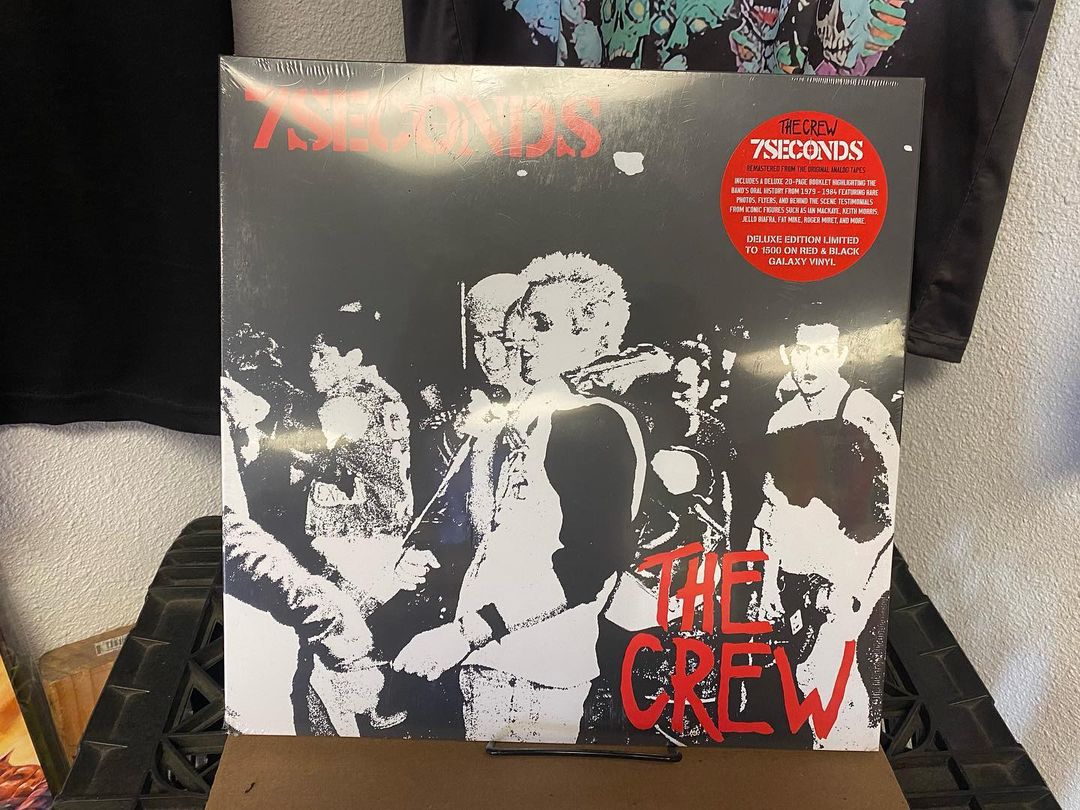 7SECONDS
THE CREW
7SECONDS
REMASTERED FROM THE ORIGINAL ANALOG TAPES
INCLUDES A DELUXE 20-PAGE BOOKLET HIGHLIGHTING THE
BAND'S ORAL HISTORY FROM 1979 - 1984 FEATURING RARE
PHOTOS, FLYERS, AND BEHIND THE SCENE TESTIMONIALS
FROM ICONIC FIGURES SUCH AS IAN MACKAYE, KEITH MORRIS,
JELLO BIAFRA, FAT MIKE, ROGER MIRET, AND MORE.
DELUXE EDITION LIMITED
TO 1500 ON RED & BLACK
GALAXY VINYL
THE
CREW